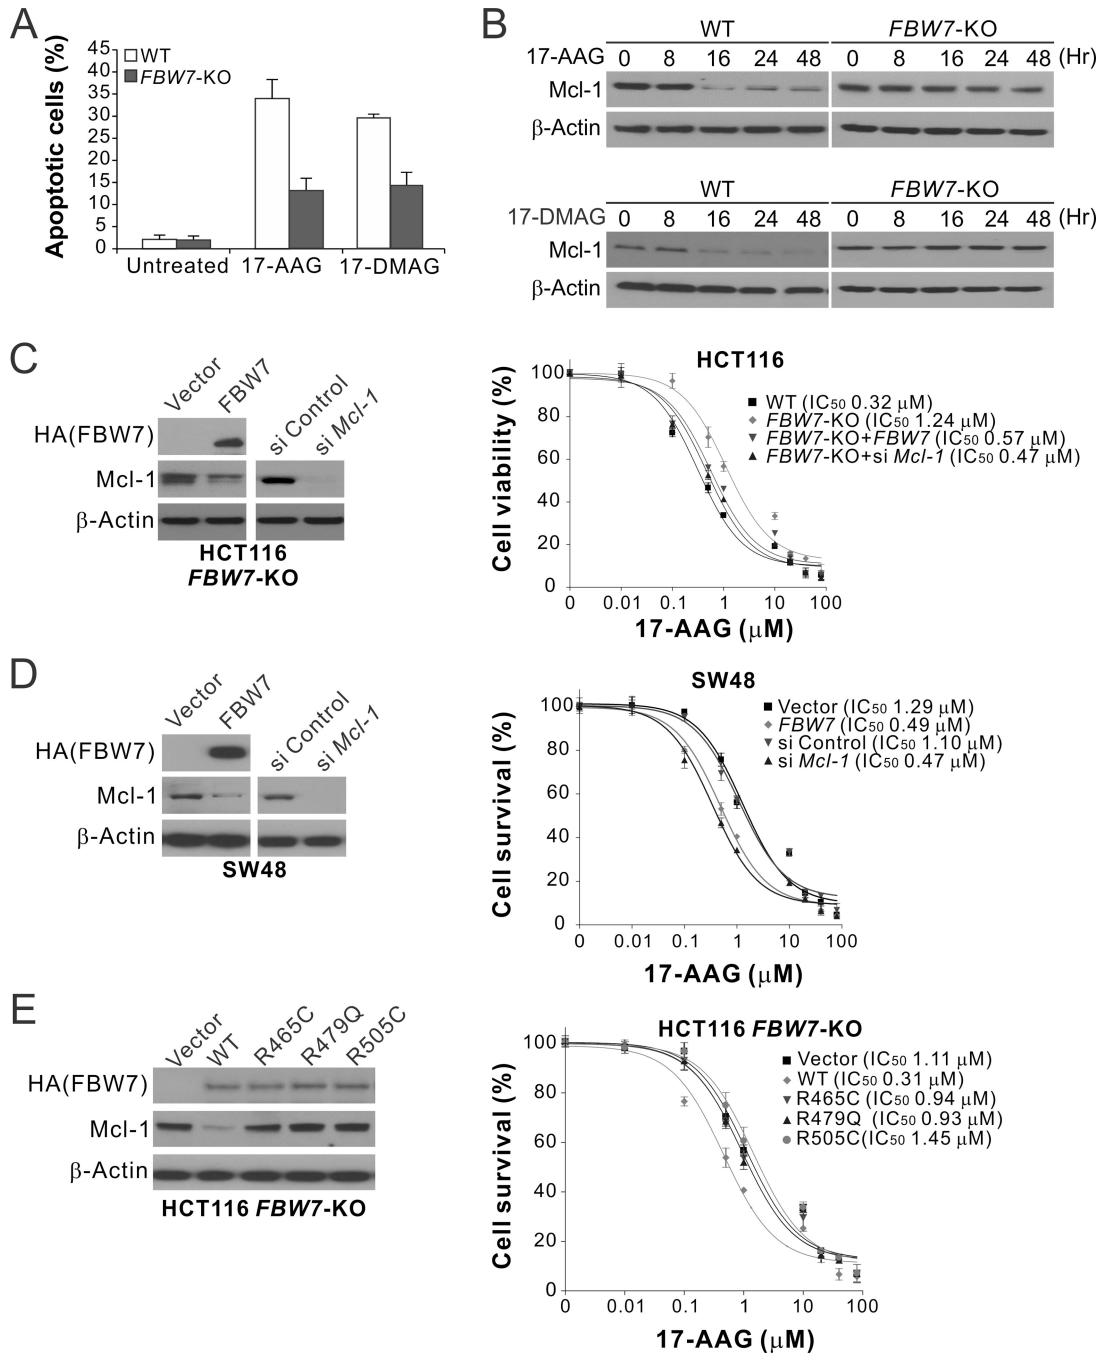 A
Apoptotic cells (%)
45
40
35
30
25
20
15
10
5
0
WT
FBW7-KO
Untreated 17-AAG 17-DMAG
B
WT FBW7-KO
17-AAG 0 8 16 24 48 0 8 16 24 48 (Hr)
Mcl-1
β-Actin
WT FBW7-KO
17-DMAG 0 8 16 24 48 0 8 16 24 48 (Hr)
Mcl-1
β-Actin
C
Vector FBW7 si Control si Mcl-1
HA(FBW7)
Mcl-1
β-Actin
HCT116
FBW7-KO
HCT116
Cell viability (%)
100
80
60
40
20
0
WT (IC50 0.32 μM)
FBW7-KO (IC50 1.24 μM)
FBW7-KO+FBW7 (IC50 0.57 μM)
FBW7-KO+si Mcl-1 (IC50 0.47 μM)
0 0.01 0.1 1 10 100
17-AAG (μM)
D
Vector FBW7 si Control si Mcl-1
HA(FBW7)
Mcl-1
β-Actin
SW48
SW48
Cell survival (%)
100
80
60
40
20
0
Vector (IC50 1.29 μM)
FBW7 (IC50 0.49 μM)
si Control (IC50 1.10 μM)
si Mcl-1 (IC50 0.47 μM)
0 0.01 0.1 1 10 100
17-AAG (μM)
E
Vector WT R465C R479Q R505C
HA(FBW7)
Mcl-1
β-Actin
HCT116 FBW7-KO
HCT116 FBW7-KO
Cell survival (%)
100
80
60
40
20
0
Vector (IC50 1.11 μM)
WT (IC50 0.31 μM)
R465C (IC50 0.94 μM)
R479Q (IC50 0.93 μM)
R505C(IC50 1.45 μM)
0 0.01 0.1 1 10 100
17-AAG (μM)